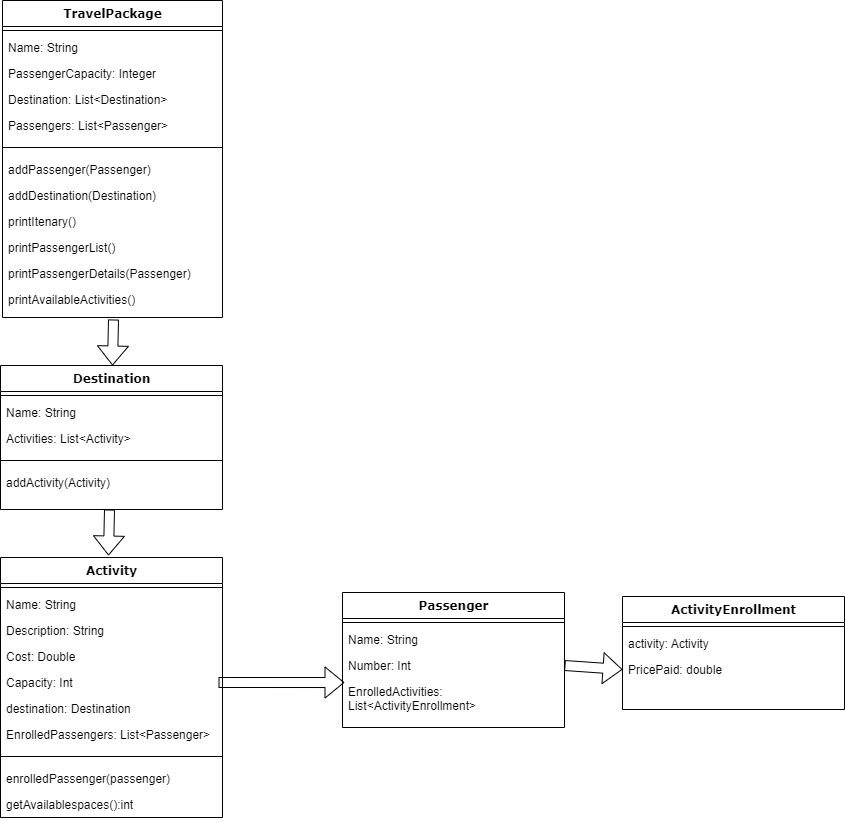 TravelPackage
Name: String
PassengerCapacity: Integer
Destination: List<Destination>
Passengers: List<Passenger>
addPassenger(Passenger)
addDestination(Destination)
printItenary()
printPassengerList()
printPassengerDetails(Passenger)
printAvailableActivities()
Destination
Name: String
Activities: List<Activity>
addActivity(Activity)
Activity
Name: String
Description: String
Cost: Double
Capacity: Int
destination: Destination
EnrolledPassengers: List<Passenger>
enrolledPassenger(passenger)
getAvailablespaces():int
Passenger
Name: String
Number: Int
EnrolledActivities:
List<ActivityEnrollment>
ActivityEnrollment
activity: Activity
PricePaid: double